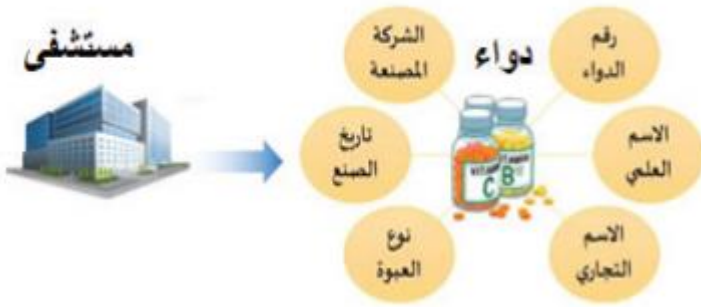 مستشفى
دواء
رقم
الدواء
الشركة
المصنعة
الاسم
العلمي
تاريخ
الصنع
الاسم
التجاري
نوع
العبوة
C
B